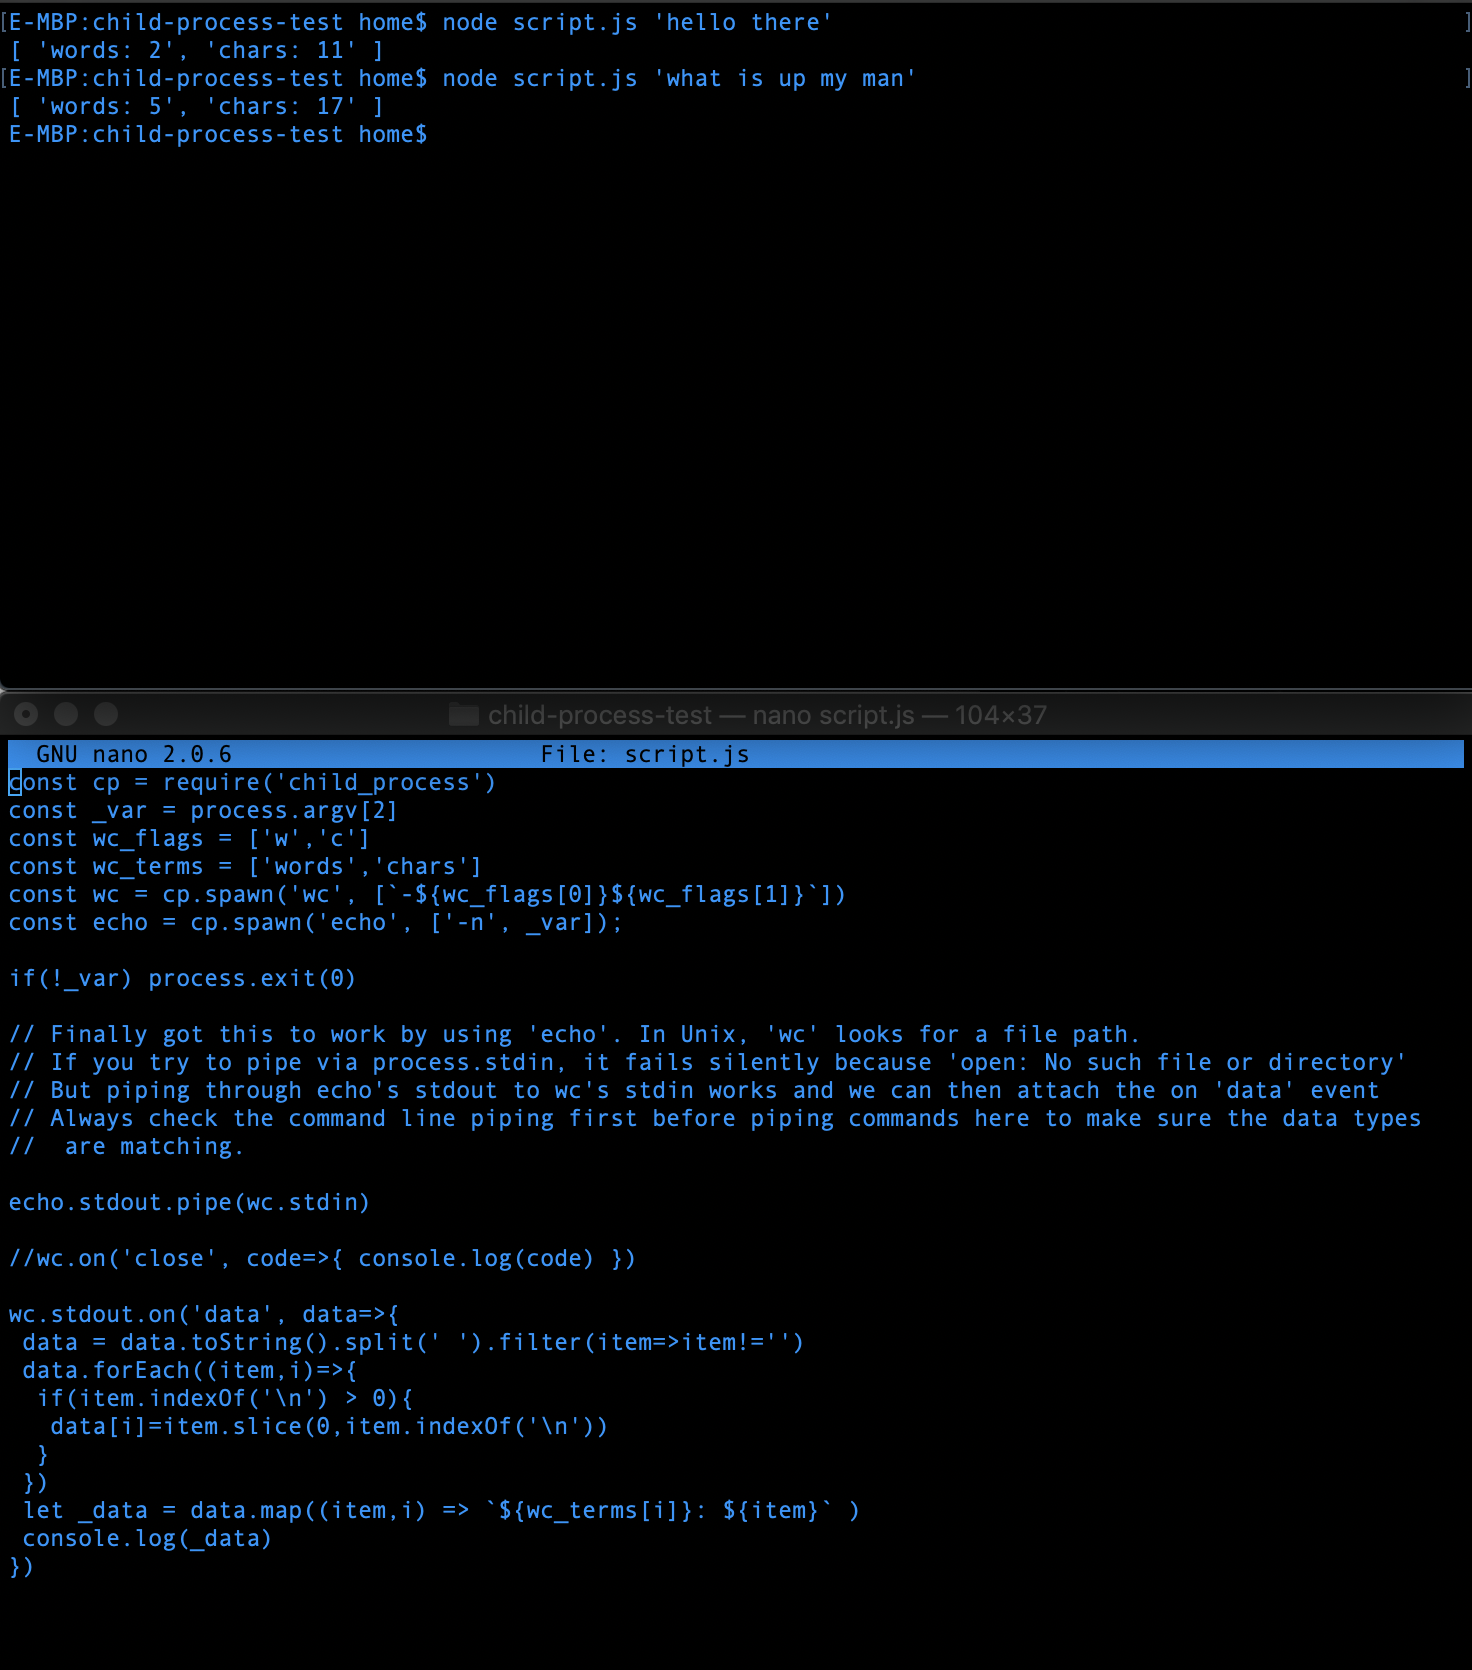 [E-MBP:child-process-test home$ node script.js 'hello there' ]
[ 'words: 2', 'chars: 11' ]
[E-MBP:child-process-test home$ node script.js 'what is up my man' ]
[ 'words: 5', 'chars: 17' ]
E-MBP:child-process-test home$
child-process-test — nano script.js — 104×37
GNU nano 2.0.6 File: script.js
const cp = require('child_process')
const _var = process.argv[2]
const wc_flags = ['w','c']
const wc_terms = ['words','chars']
const wc = cp.spawn('wc', [`-${wc_flags[0]}${wc_flags[1]}`])
const echo = cp.spawn('echo', ['-n', _var]);
if(!_var) process.exit(0)
// Finally got this to work by using 'echo'. In Unix, 'wc' looks for a file path.
// If you try to pipe via process.stdin, it fails silently because 'open: No such file or directory'
// But piping through echo's stdout to wc's stdin works and we can then attach the on 'data' event
// Always check the command line piping first before piping commands here to make sure the data types
//  are matching.
echo.stdout.pipe(wc.stdin)
//wc.on('close', code=>{ console.log(code) })
wc.stdout.on('data', data=>{
 data = data.toString().split(' ').filter(item=>item!='')
 data.forEach((item,i)=>{
  if(item.indexOf('\n') > 0){
   data[i]=item.slice(0,item.indexOf('\n'))
  }
 })
 let _data = data.map((item,i) => `${wc_terms[i]}: ${item}` )
 console.log(_data)
})